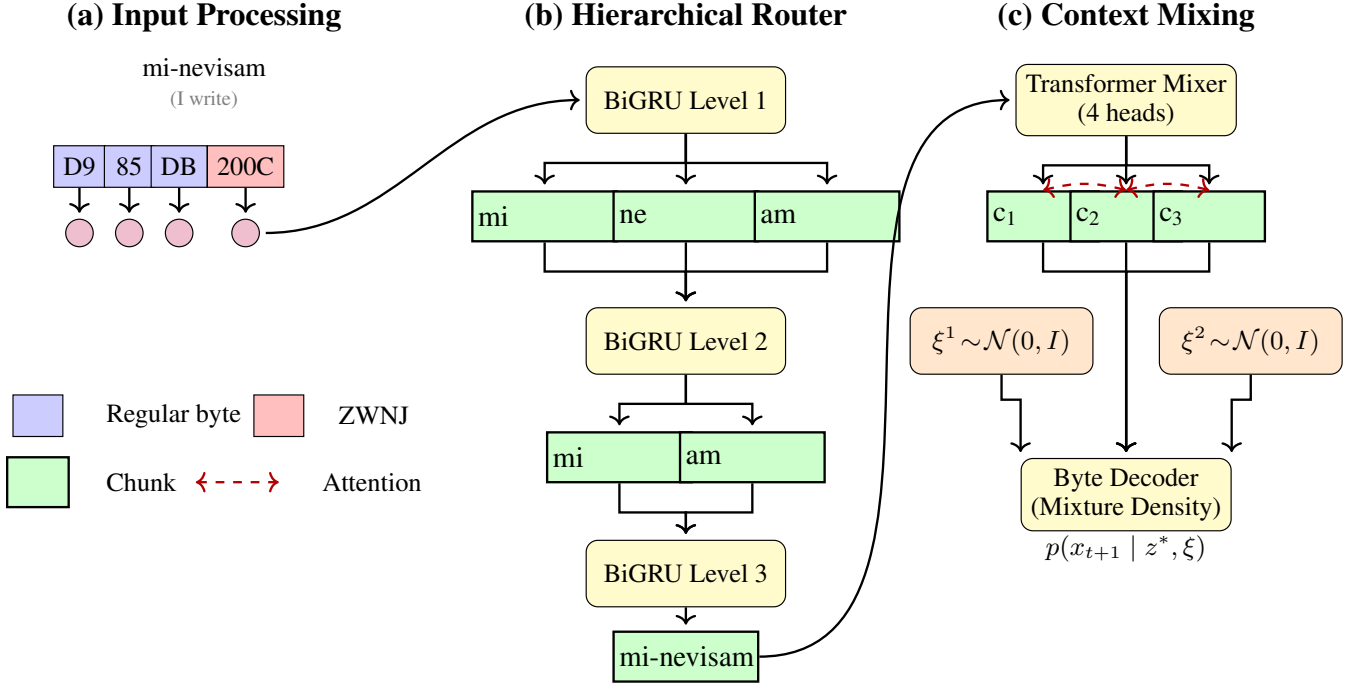 (a) Input Processing
mi-nevisam
(I write)
D9 85 DB 200C
Regular byte ZWNJ
Chunk Attention
(b) Hierarchical Router
BiGRU Level 1
mi ne am
BiGRU Level 2
mi am
BiGRU Level 3
mi-nevisam
(c) Context Mixing
Transformer Mixer
(4 heads)
c₁ c₂ c₃
ξ¹ ∼ 𝒩(0, I) ξ² ∼ 𝒩(0, I)
Byte Decoder
(Mixture Density)
p(xₜ₊₁ | z*, ξ)